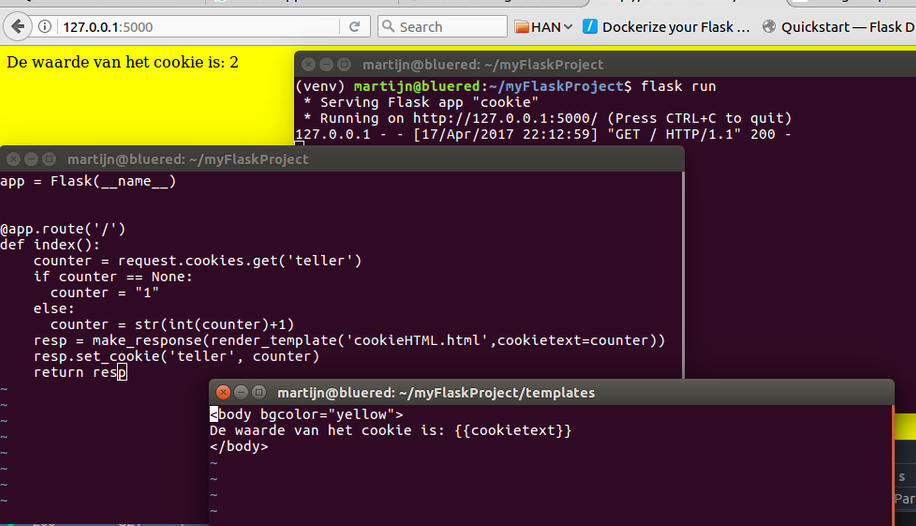 127.0.0.1:5000
Search
HAN
Dockerize your Flask ...
Quickstart — Flask D
De waarde van het cookie is: 2
martijn@bluered: ~/myFlaskProject
(venv) martijn@bluered:~/myFlaskProject$ flask run
* Serving Flask app "cookie"
* Running on http://127.0.0.1:5000/ (Press CTRL+C to quit)
127.0.0.1 - - [17/Apr/2017 22:12:59] "GET / HTTP/1.1" 200 -
martijn@bluered: ~/myFlaskProject
app = Flask(__name__)
@app.route('/')
def index():
    counter = request.cookies.get('teller')
    if counter == None:
      counter = "1"
    else:
      counter = str(int(counter)+1)
    resp = make_response(render_template('cookieHTML.html',cookietext=counter))
    resp.set_cookie('teller', counter)
    return resp
~
~
~
~
~
~
~
~
martijn@bluered: ~/myFlaskProject/templates
<body bgcolor="yellow">
De waarde van het cookie is: {{cookietext}}
</body>
~
~
~
~
s
Par